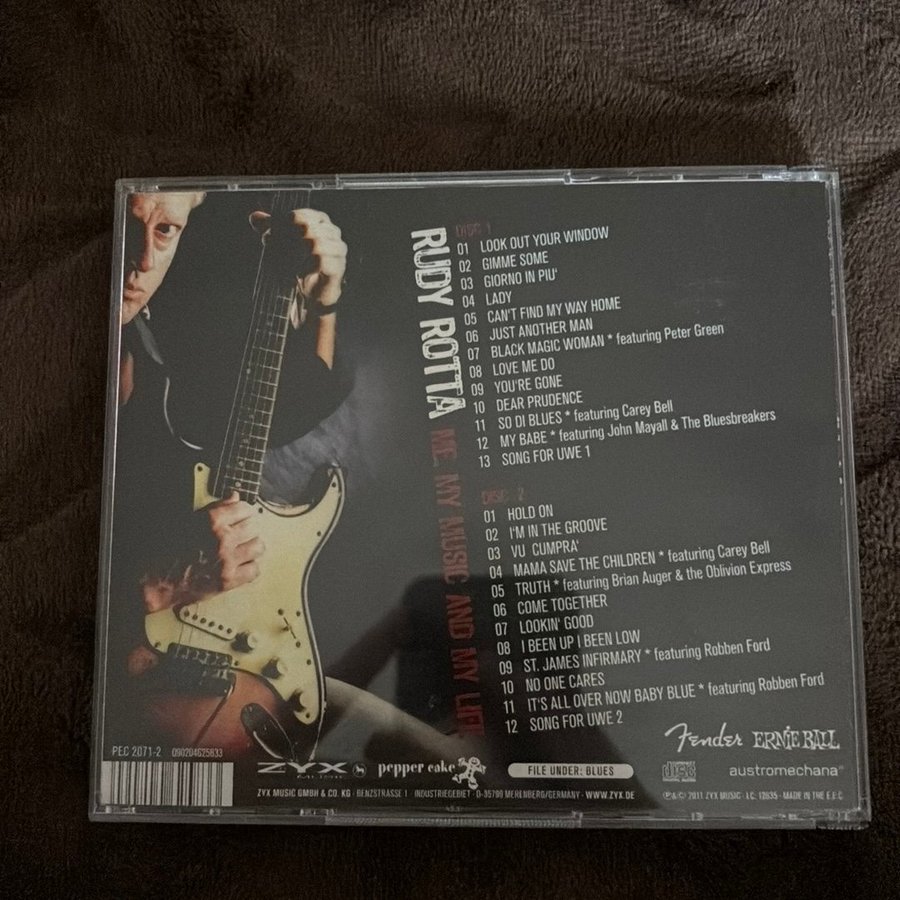 RUDY ROTTA
ME, MY MUSIC AND MY LIFE
DISC 1
01 LOOK OUT YOUR WINDOW
02 GIMME SOME
03 GIORNO IN PIU'
04 LADY
05 CAN'T FIND MY WAY HOME
06 JUST ANOTHER MAN
07 BLACK MAGIC WOMAN * featuring Peter Green
08 LOVE ME DO
09 YOU'RE GONE
10 DEAR PRUDENCE
11 SO DI BLUES * featuring Carey Bell
12 MY BABE * featuring John Mayall & The Bluesbreakers
13 SONG FOR UWE 1
DISC 2
01 HOLD ON
02 I'M IN THE GROOVE
03 VU CUMPRA'
04 MAMA SAVE THE CHILDREN * featuring Carey Bell
05 TRUTH * featuring Brian Auger & the Oblivion Express
06 COME TOGETHER
07 LOOKIN' GOOD
08 I BEEN UP I BEEN LOW
09 ST. JAMES INFIRMARY * featuring Robben Ford
10 NO ONE CARES
11 IT'S ALL OVER NOW BABY BLUE * featuring Robben Ford
12 SONG FOR UWE 2
Fender ERNIE BALL
PEC 2071-2 090204625833
ZYX MUSIC pepper cake FILE UNDER: BLUES disc austromechana®
ZYX MUSIC GMBH & CO. KG · BENZSTRASSE 1 · INDUSTRIEGEBIET · D-35799 MERENBERG/GERMANY · WWW.ZYX.DE
℗ & © 2011 ZYX MUSIC · LC: 12635 · MADE IN THE E.E.C